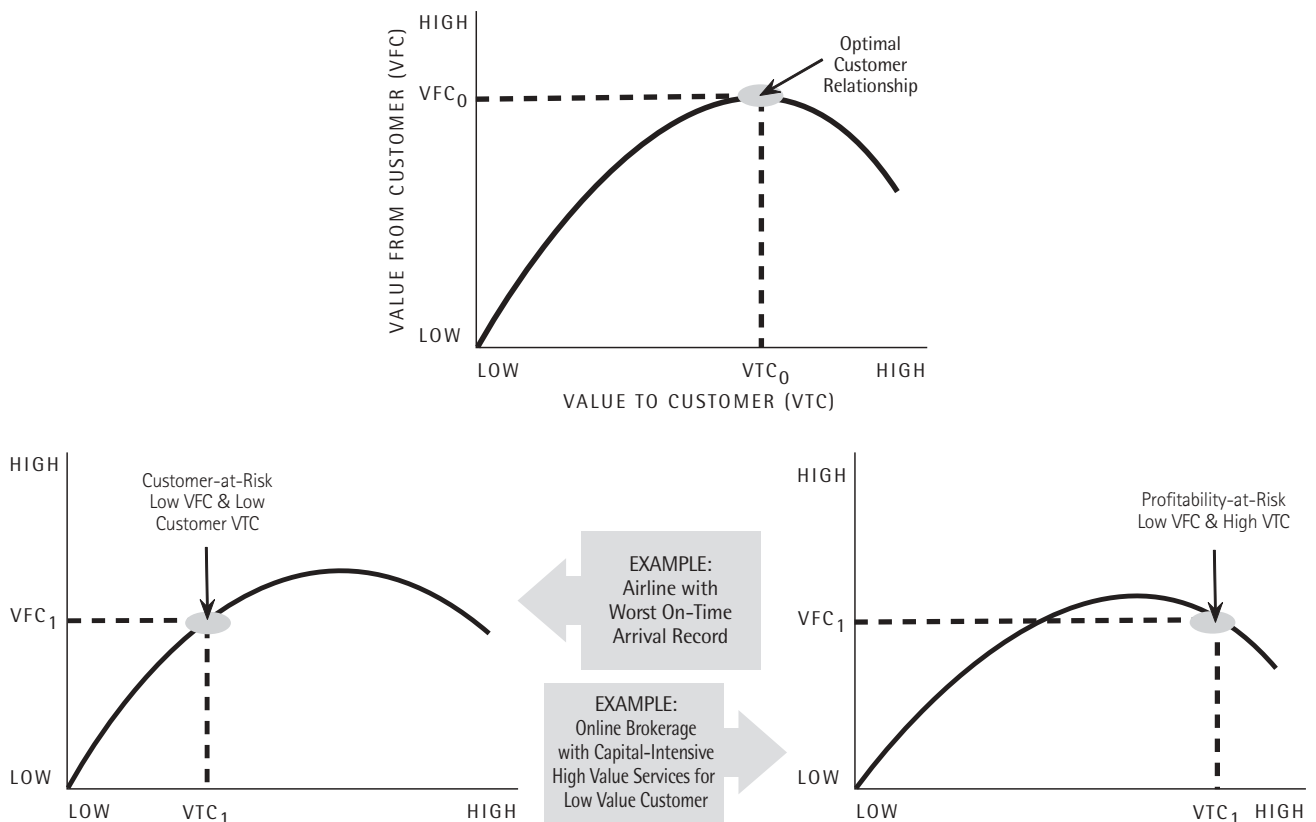 HIGH
VALUE FROM CUSTOMER (VFC)
Optimal
Customer
Relationship
VFC0
LOW
LOW
VTC0
HIGH
VALUE TO CUSTOMER (VTC)
HIGH
Customer-at-Risk
Low VFC & Low
Customer VTC
VFC1
LOW
LOW
VTC1
HIGH
EXAMPLE:
Airline with
Worst On-Time
Arrival Record
EXAMPLE:
Online Brokerage
with Capital-Intensive
High Value Services for
Low Value Customer
HIGH
Profitability-at-Risk
Low VFC & High VTC
VFC1
LOW
LOW
VTC1
HIGH